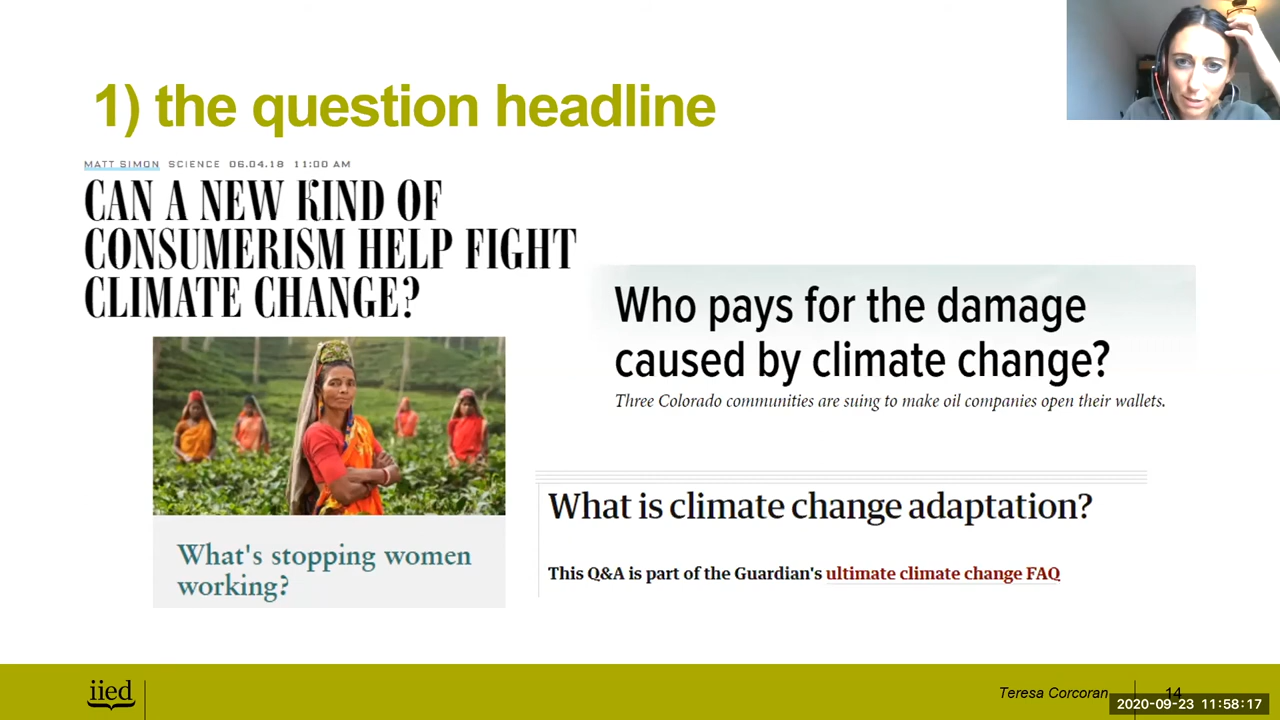 1) the question headline
MATT SIMON SCIENCE 06.04.18 11:00 AM
CAN A NEW KIND OF
CONSUMERISM HELP FIGHT
CLIMATE CHANGE?
Who pays for the damage
caused by climate change?
Three Colorado communities are suing to make oil companies open their wallets.
What's stopping women
working?
What is climate change adaptation?
This Q&A is part of the Guardian's ultimate climate change FAQ
iied
Teresa Corcoran
14
2020-09-23 11:58:17